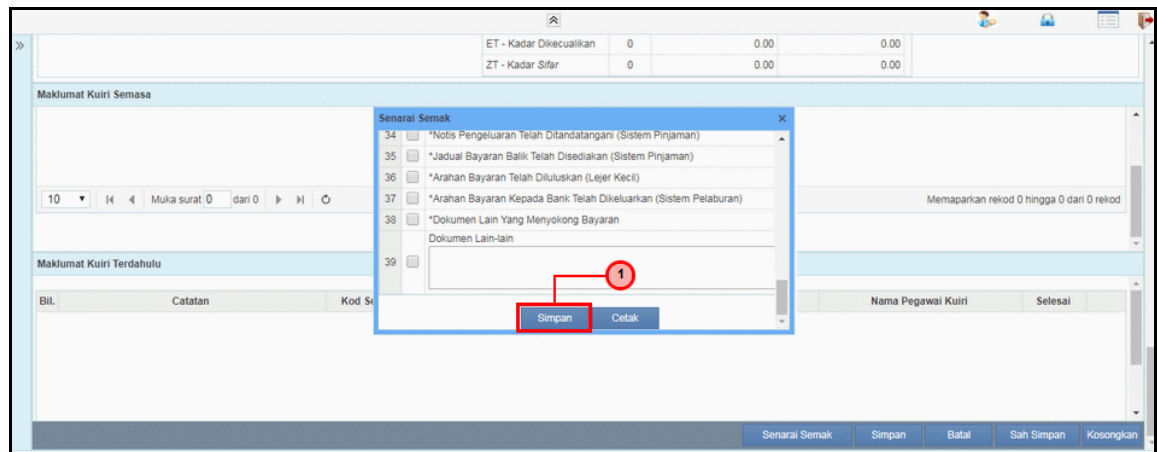 ET - Kadar Dikecualikan 0 0.00 0.00
ZT - Kadar Sifar 0 0.00 0.00
Maklumat Kuiri Semasa
Senarai Semak
34 *Notis Pengeluaran Telah Ditandatangani (Sistem Pinjaman)
35 *Jadual Bayaran Balik Telah Disediakan (Sistem Pinjaman)
36 *Arahan Bayaran Telah Diluluskan (Lejer Kecil)
37 *Arahan Bayaran Kepada Bank Telah Dikeluarkan (Sistem Pelaburan)
38 *Dokumen Lain Yang Menyokong Bayaran
Dokumen Lain-lain
39
1
Simpan Cetak
10 Muka surat 0 dari 0
Memaparkan rekod 0 hingga 0 dari 0 rekod
Maklumat Kuiri Terdahulu
Bil. Catatan Kod Se Nama Pegawai Kuiri Selesai
Senarai Semak Simpan Batal Sah Simpan Kosongkan